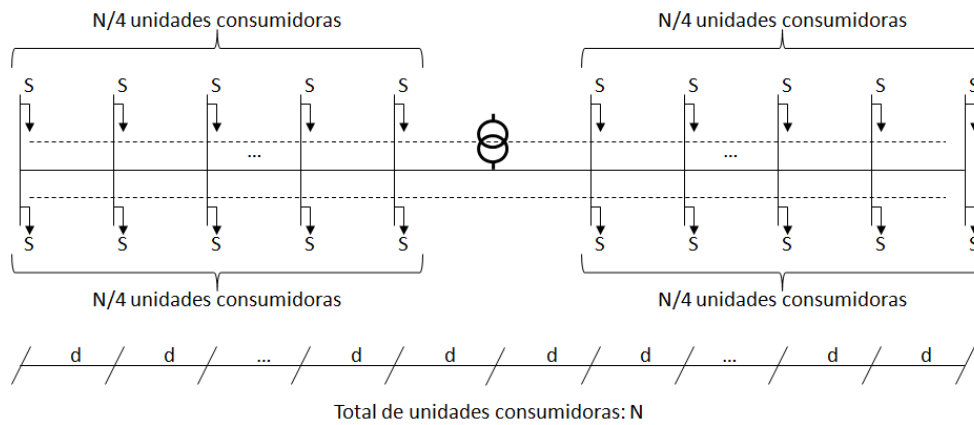 N/4 unidades consumidoras N/4 unidades consumidoras
S S S S S S S S S S
... ...
S S S S S S S S S S
N/4 unidades consumidoras N/4 unidades consumidoras
d d ... d d d d ... d d
Total de unidades consumidoras: N